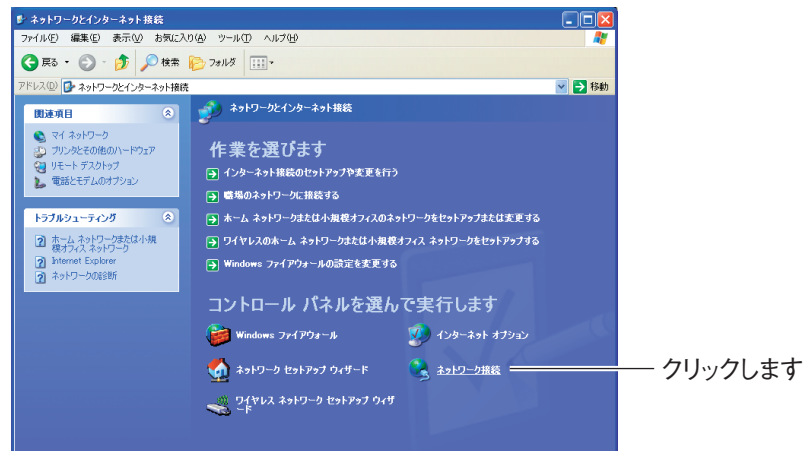 ネットワークとインターネット接続
ファイル(F) 編集(E) 表示(V) お気に入り(A) ツール(T) ヘルプ(H)
戻る 検索 フォルダ
アドレス(D) ネットワークとインターネット接続 移動
関連項目
マイ ネットワーク
プリンタとその他のハードウェア
リモート デスクトップ
電話とモデムのオプション
トラブルシューティング
ホーム ネットワークまたは小規
模オフィス ネットワーク
Internet Explorer
ネットワークの診断
ネットワークとインターネット接続
作業を選びます
インターネット接続のセットアップや変更を行う
職場のネットワークに接続する
ホーム ネットワークまたは小規模オフィスのネットワークをセットアップまたは変更する
ワイヤレスのホーム ネットワークまたは小規模オフィス ネットワークをセットアップする
Windows ファイアウォールの設定を変更する
コントロール パネルを選んで実行します
Windows ファイアウォール
インターネット オプション
ネットワーク セットアップ ウィザード
ネットワーク接続
クリックします
ワイヤレス ネットワーク セットアップ ウィザ
ード